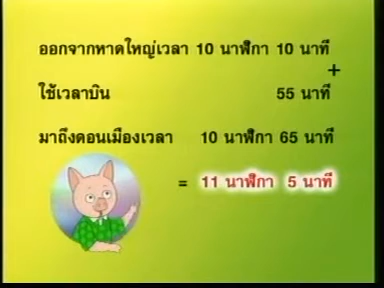 ออกจากหาดใหญ่เวลา 10 นาฬิกา 10 นาที
+
ใช้เวลาบิน 55 นาที
มาถึงดอนเมืองเวลา 10 นาฬิกา 65 นาที
= 11 นาฬิกา 5 นาที